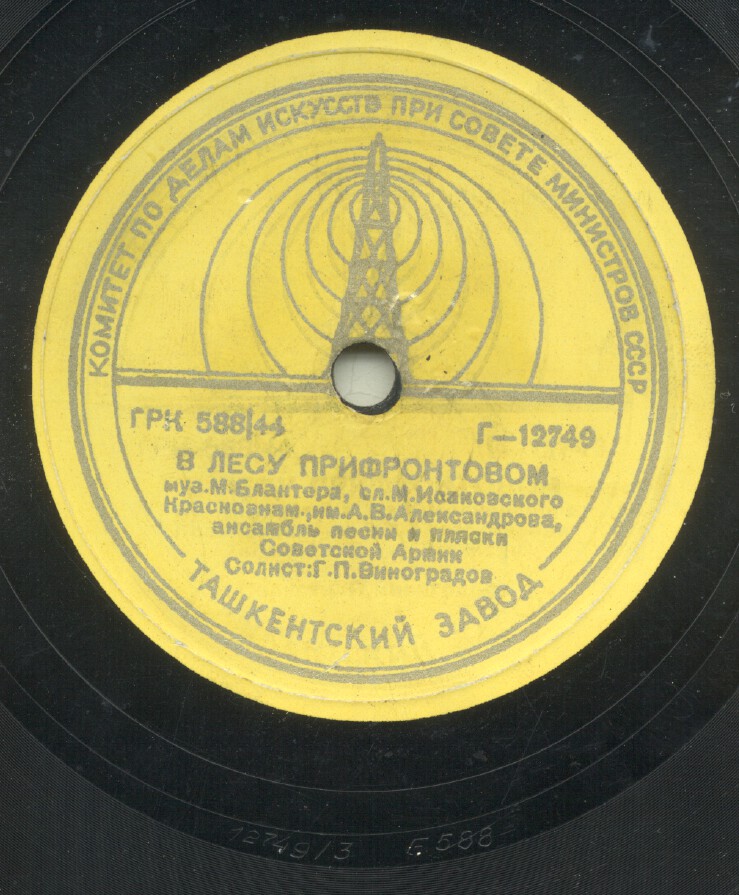 КОМИТЕТ ПО ДЕЛАМ ИСКУССТВ ПРИ СОВЕТЕ МИНИСТРОВ СССР
ГРК 588/44
Г—12749
В ЛЕСУ ПРИФРОНТОВОМ
муз.М.Блантера, сл.М.Исаковского
Краснознам.,им.А.В.Александрова,
ансамбль песни и пляски
Советской Армии
Солист:Г.П.Виноградов
ТАШКЕНТСКИЙ ЗАВОД
12749/3 Г588